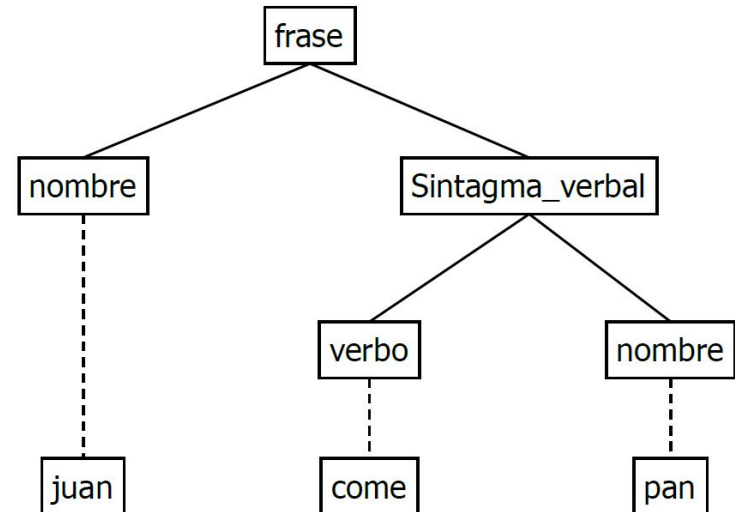 frase
nombre
Sintagma_verbal
verbo
nombre
juan
come
pan